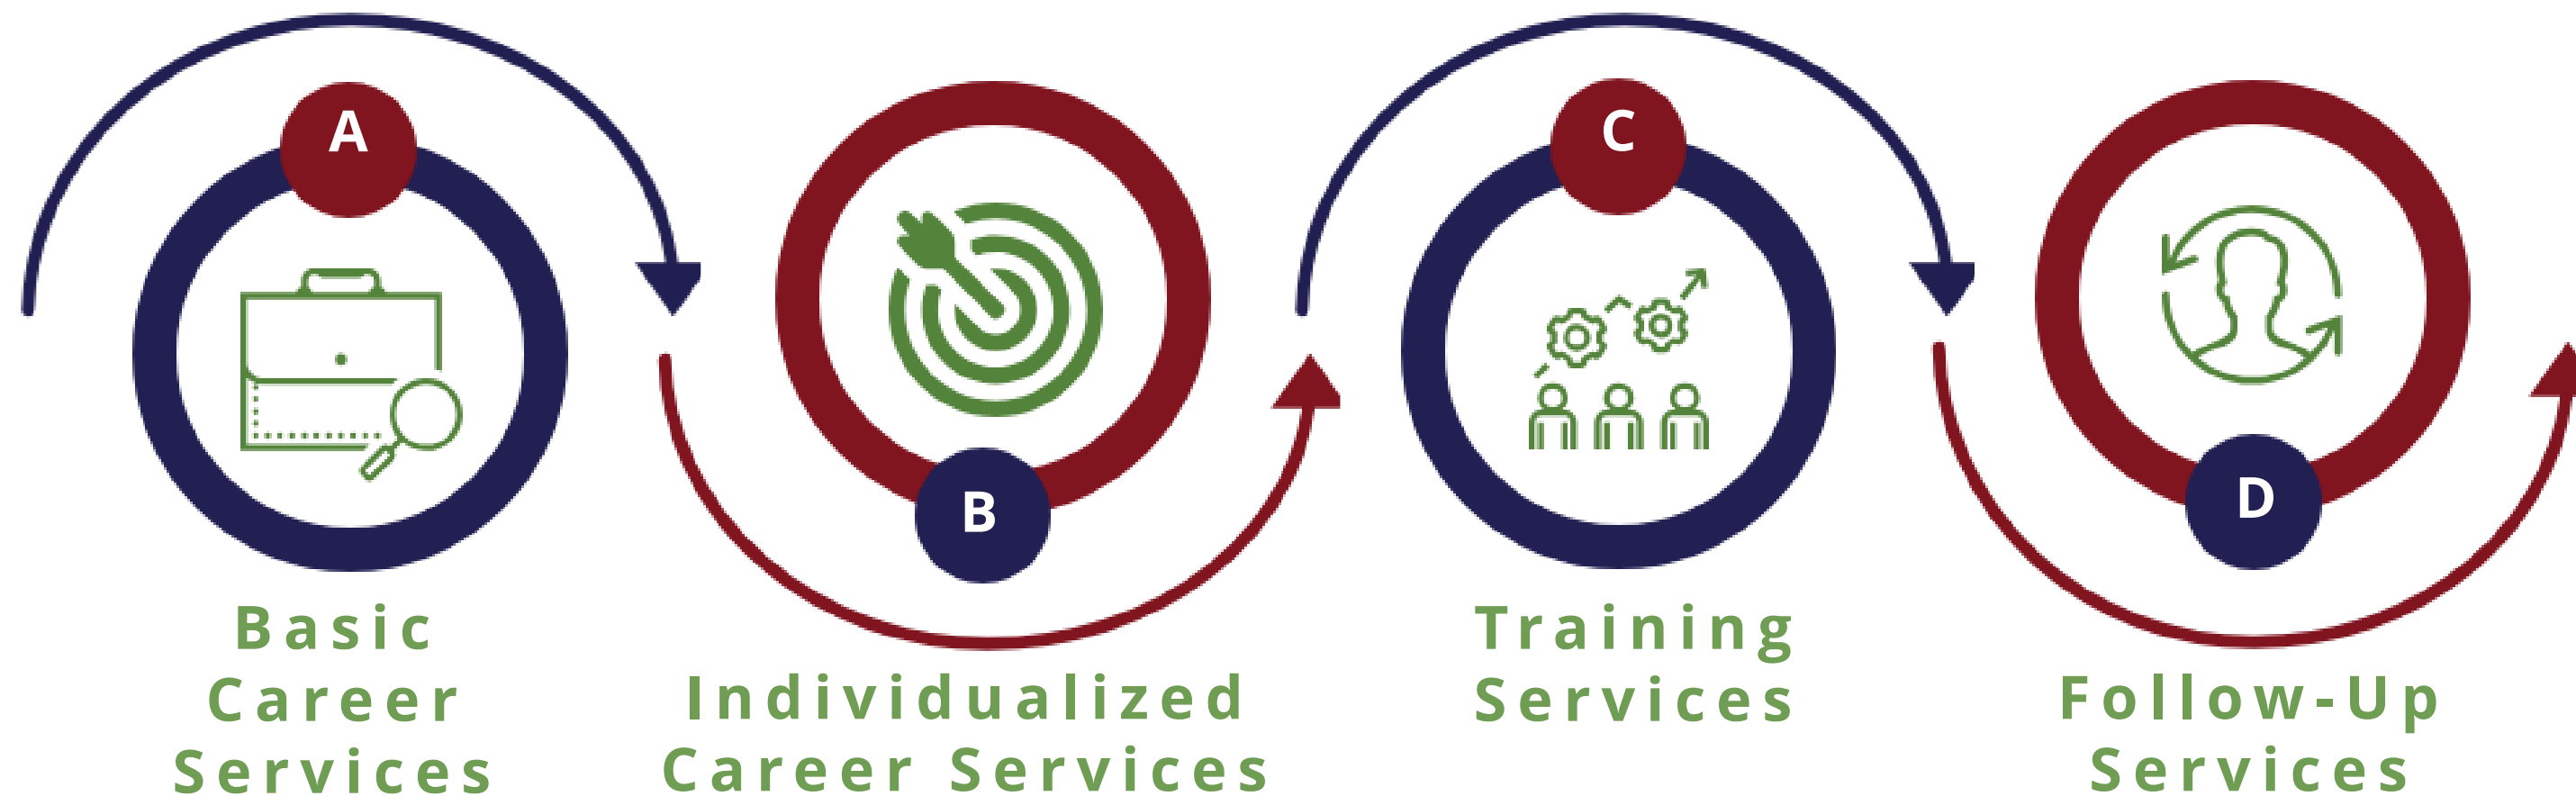 A
Basic
Career
Services
B
Individualized
Career Services
C
Training
Services
D
Follow-Up
Services